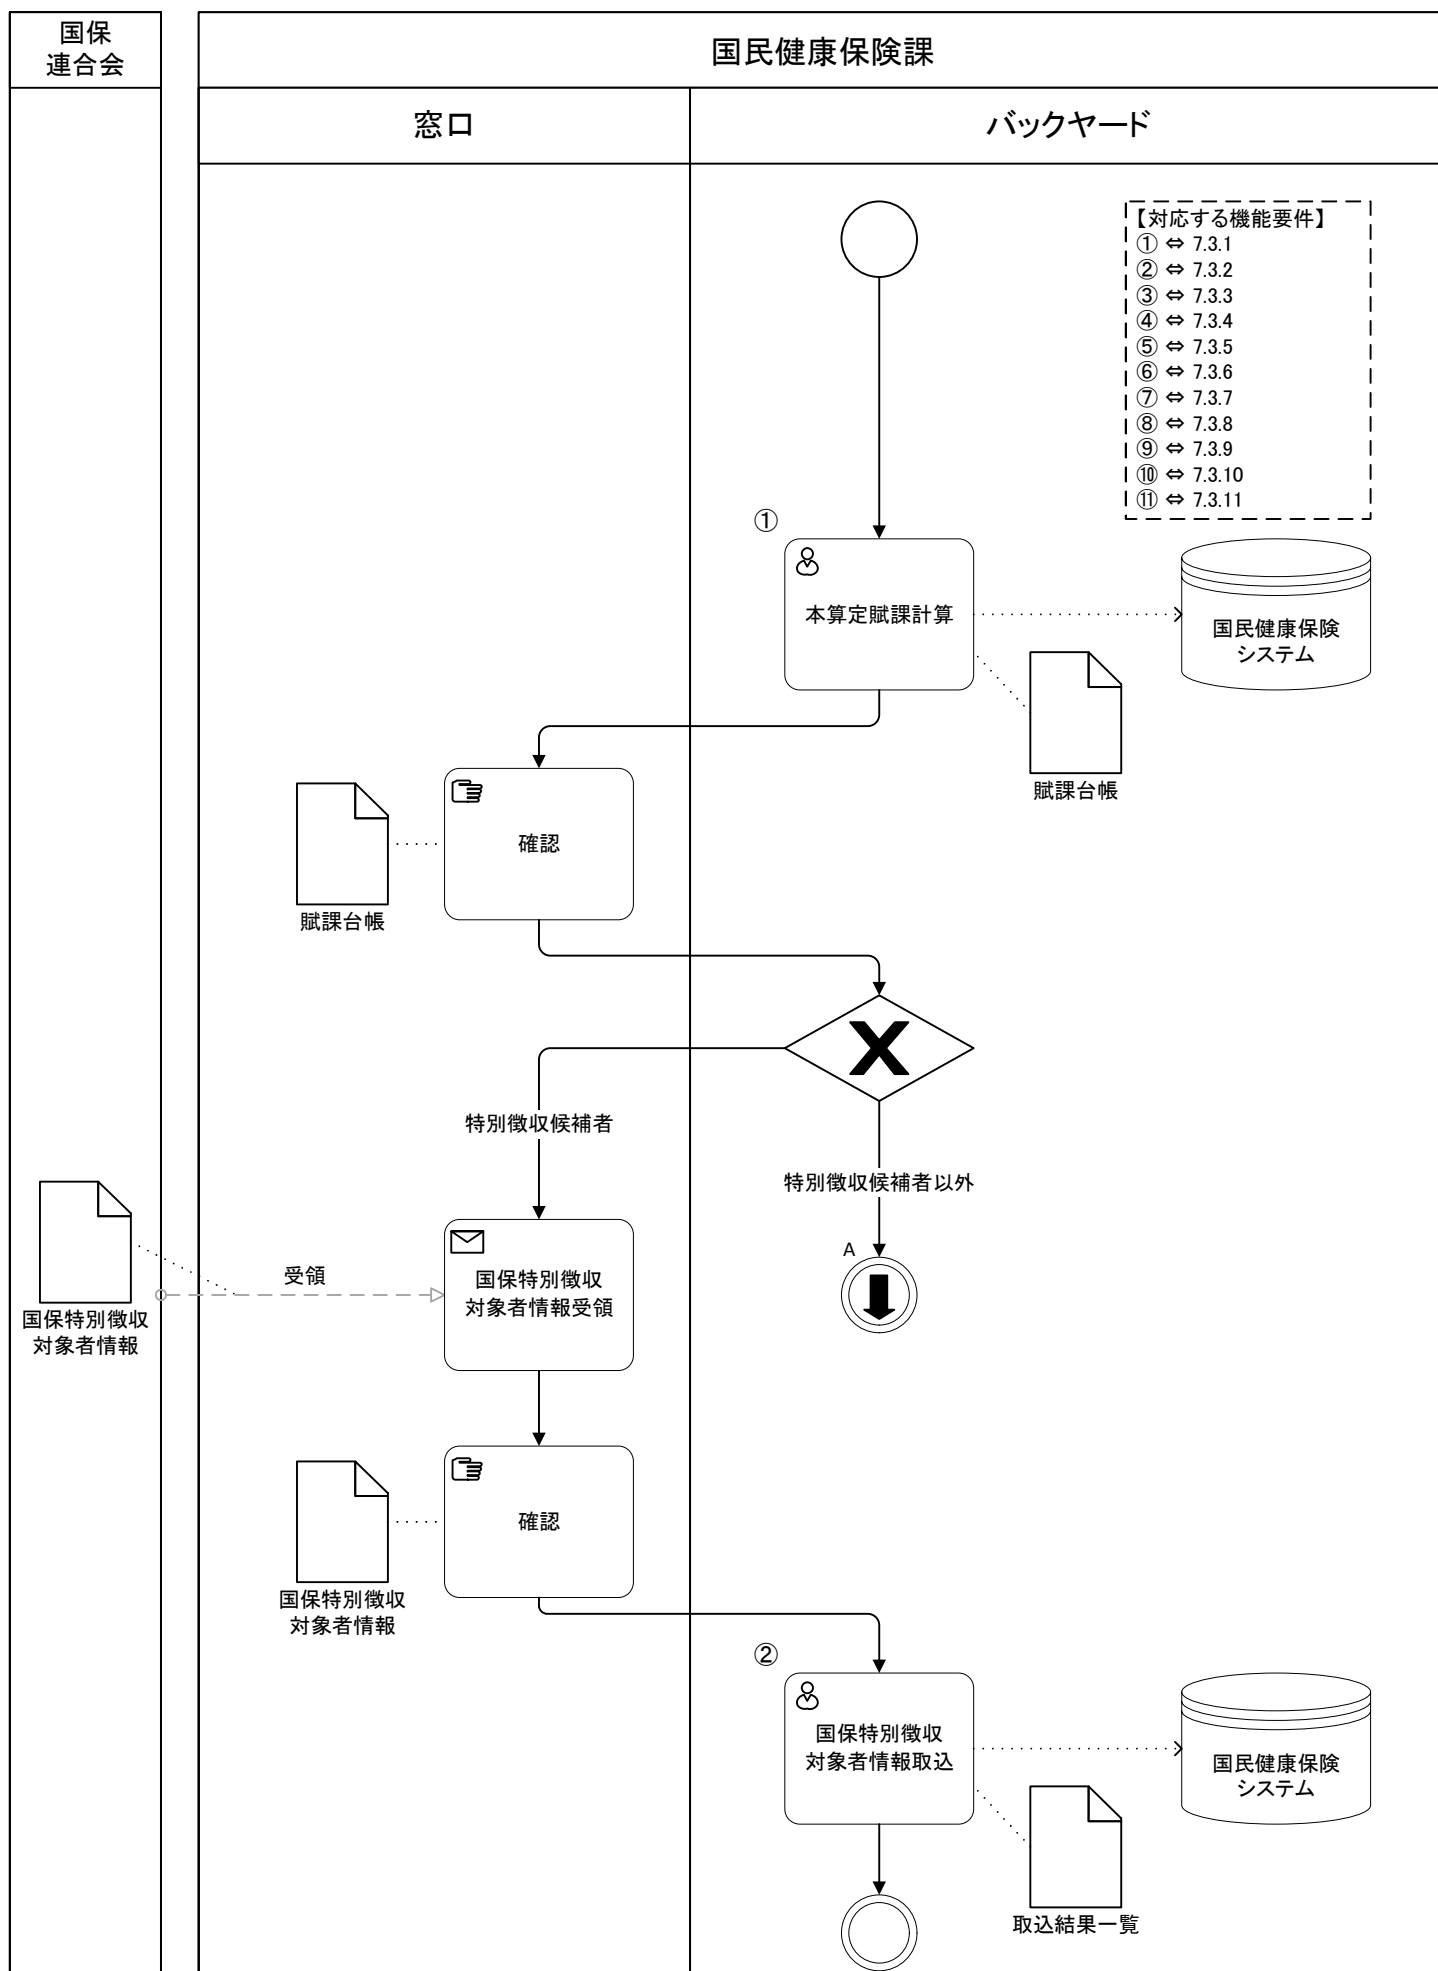 国保
連合会
国民健康保険課
窓口
バックヤード
【対応する機能要件】
① ⇔ 7.3.1
② ⇔ 7.3.2
③ ⇔ 7.3.3
④ ⇔ 7.3.4
⑤ ⇔ 7.3.5
⑥ ⇔ 7.3.6
⑦ ⇔ 7.3.7
⑧ ⇔ 7.3.8
⑨ ⇔ 7.3.9
⑩ ⇔ 7.3.10
⑪ ⇔ 7.3.11
①
本算定賦課計算
国民健康保険
システム
賦課台帳
確認
賦課台帳
特別徴収候補者
特別徴収候補者以外
A
受領
国保特別徴収
対象者情報受領
国保特別徴収
対象者情報
確認
国保特別徴収
対象者情報
②
国保特別徴収
対象者情報取込
国民健康保険
システム
取込結果一覧